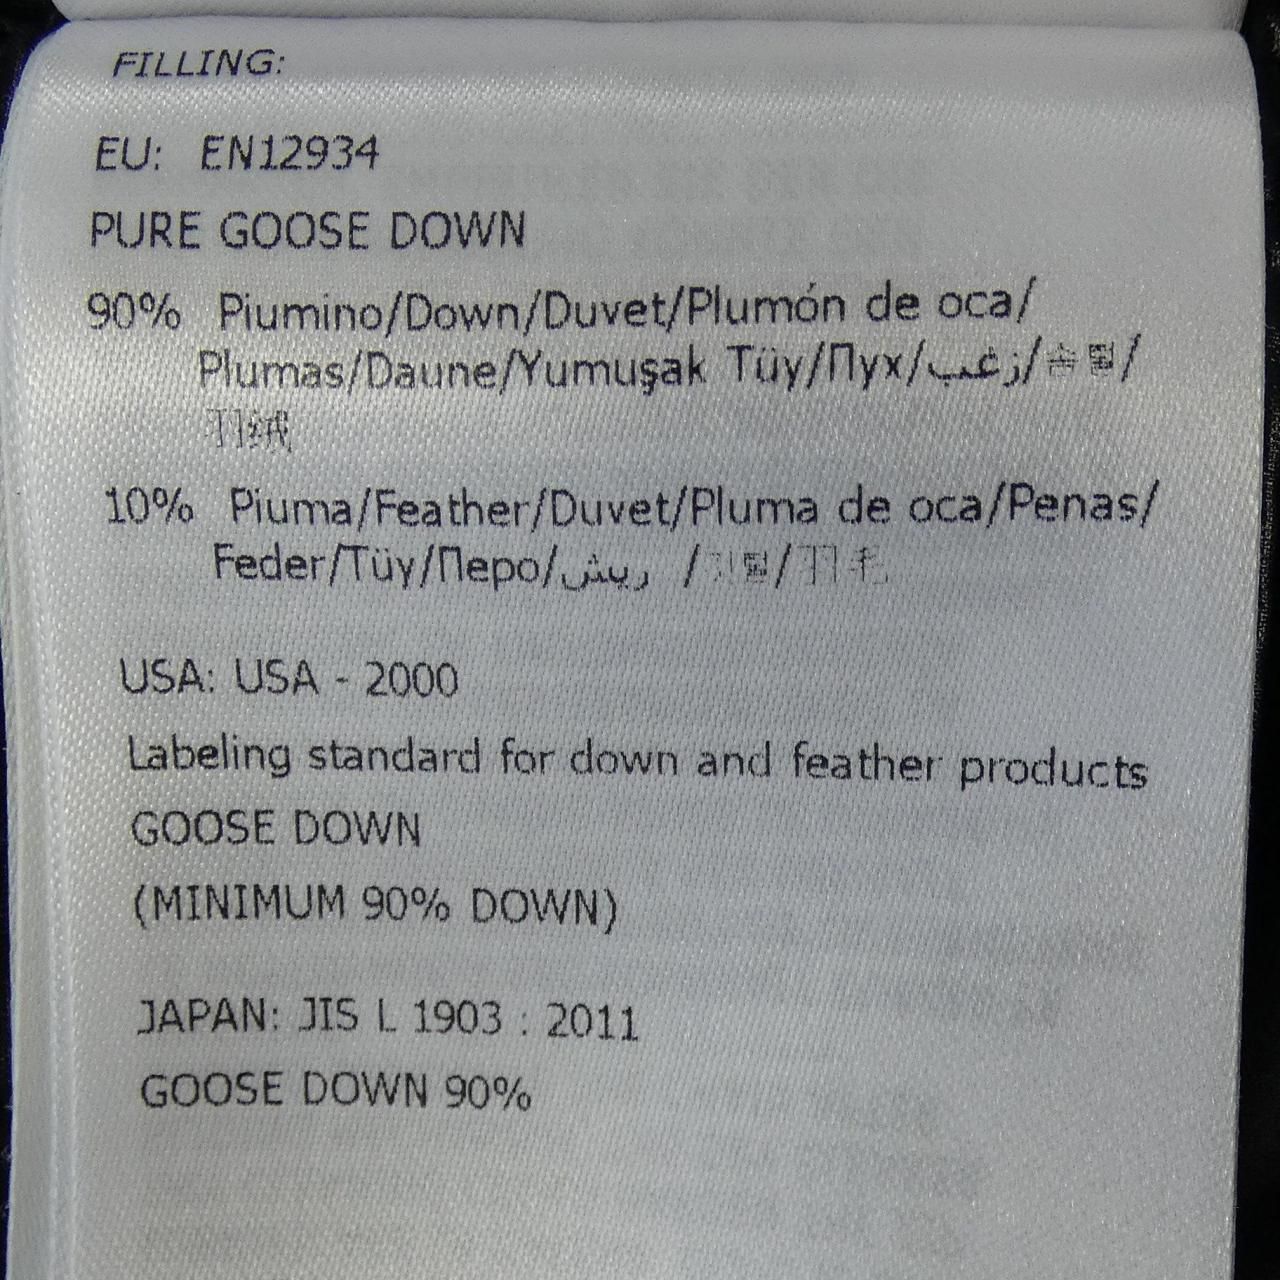 FILLING:
EU: EN12934
PURE GOOSE DOWN
90% Piumino/Down/Duvet/Plumón de oca/
Plumas/Daune/Yumuşak Tüy/Пух/زغب/솜털/
羽绒
10% Piuma/Feather/Duvet/Pluma de oca/Penas/
Feder/Tüy/Перо/ريش /깃털/羽毛
USA: USA - 2000
Labeling standard for down and feather products
GOOSE DOWN
(MINIMUM 90% DOWN)
JAPAN: JIS L 1903 : 2011
GOOSE DOWN 90%